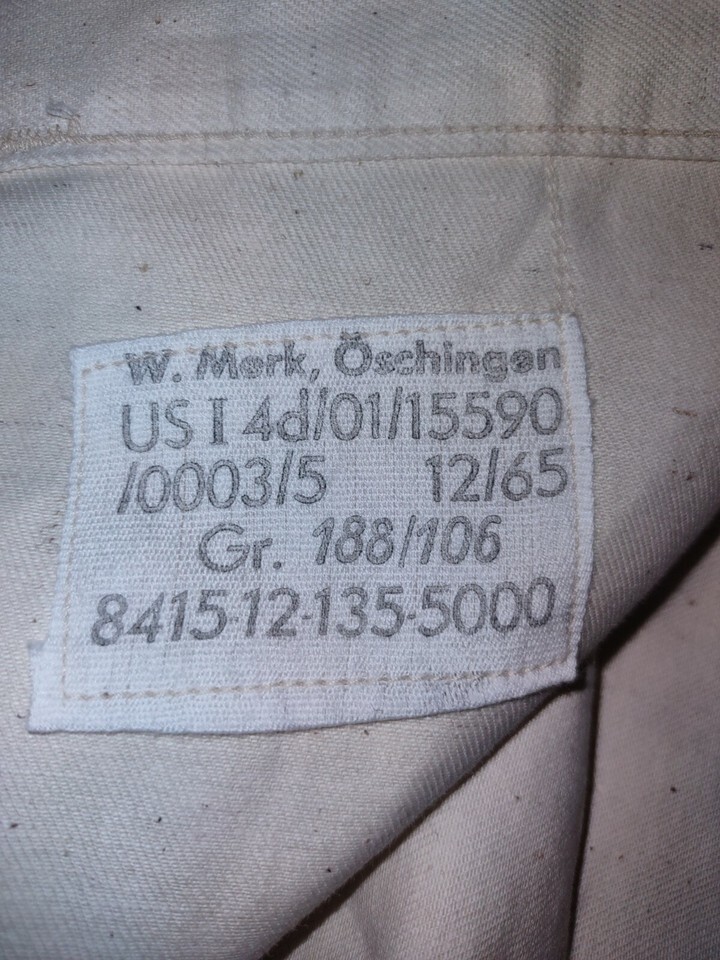 W. Merk, Öschingen
US I 4d/01/15590
/0003/5 12/65
Gr. 188/106
8415-12-135-5000